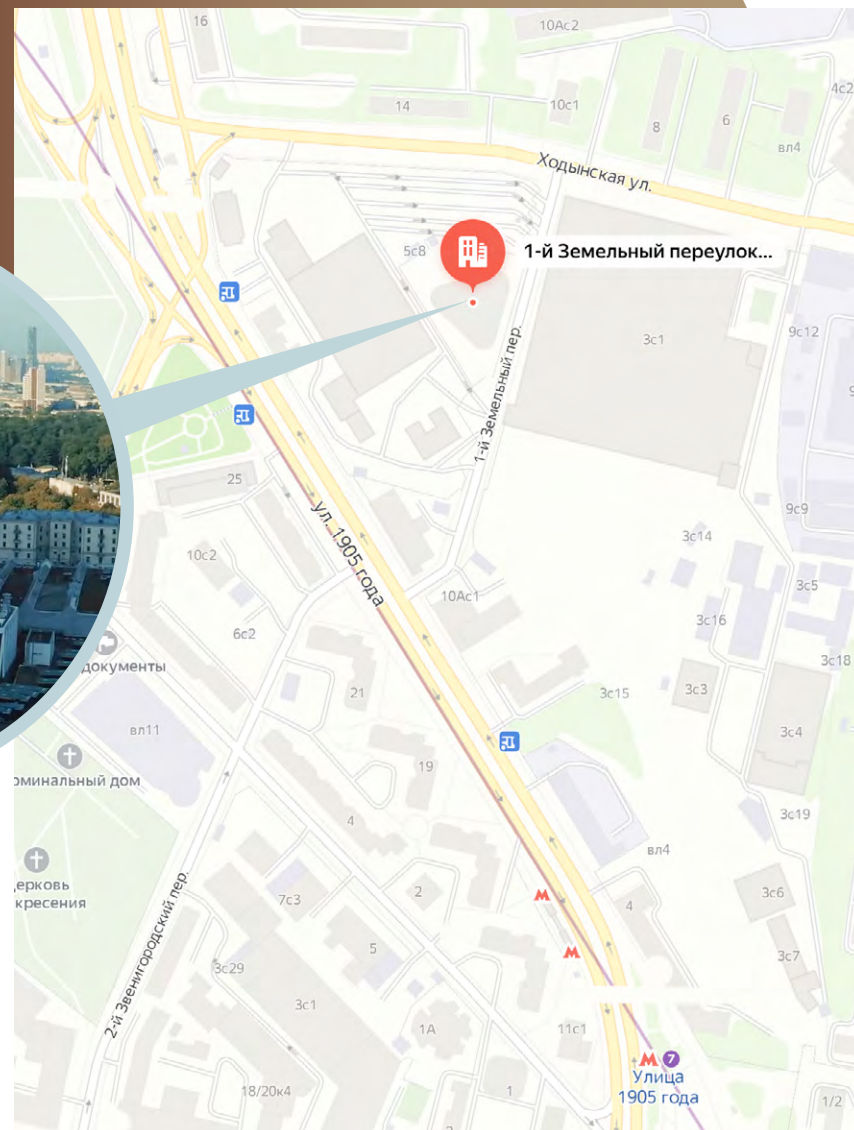 16
10Ас2
4с2
14
10с1
8
6
вл4
Ходынская ул.
5с8
1-й Земельный переулок...
1-й Земельный пер.
3с1
9с12
25
ул. 1905 года
9с9
3с14
10с2
3с5
10Ас1
3с16
6с2
документы
3с18
21
3с15
3с3
вл11
3с4
19
оминальный дом
4
3с19
вл4
ерковь
кресения
2-й Звенигородский пер.
7с3
2
4
3с6
5
3с7
3с29
3с1
1А
11с1
М
М
М
7
Улица
1905 года
18/20к4
1
1/2